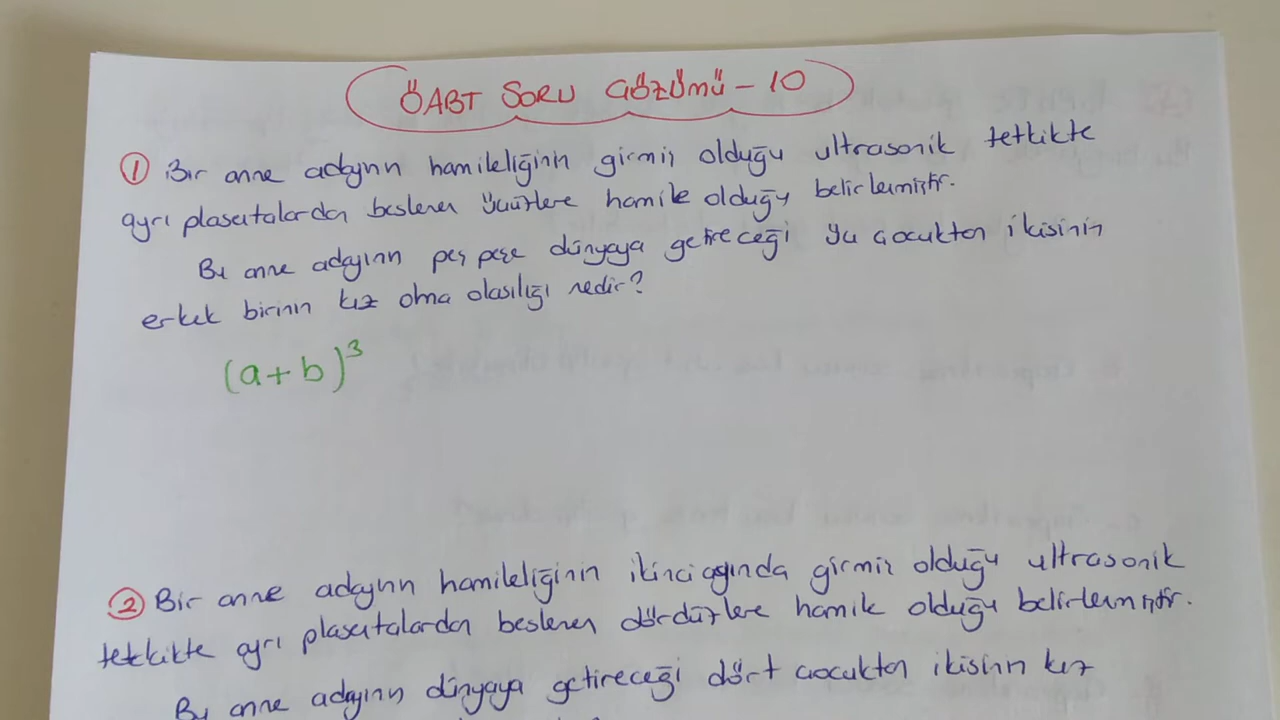 ÖABT SORU ÇÖZÜMÜ - 10
1 Bir anne adayının hamileliğinin girmiş olduğu ultrasonik tetkikte
ayrı plasentalardan beslenen üçüzlere hamile olduğu belirlenmiştir.
Bu anne adayının peş peşe dünyaya getireceği üç çocuktan ikisinin
erkek birinin kız olma olasılığı nedir?
(a+b)³
2 Bir anne adayının hamileliğinin ikinci ayında girmiş olduğu ultrasonik
tetkikte ayrı plasentalardan beslenen dördüzlere hamile olduğu belirlenmiştir.
Bu anne adayının dünyaya getireceği dört çocuktan ikisinin kız